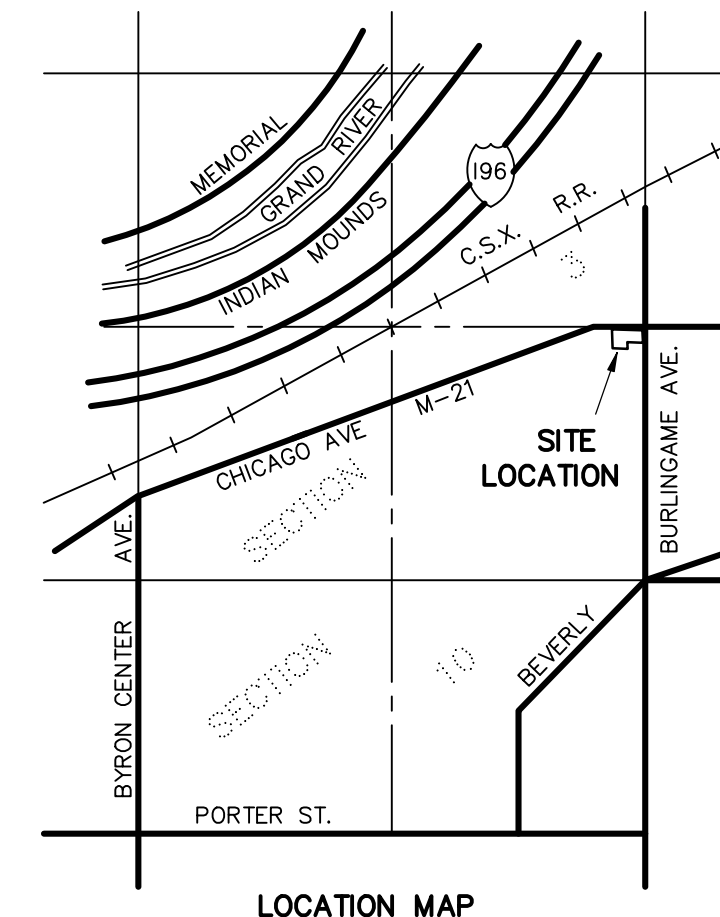 MEMORIAL
GRAND RIVER
INDIAN MOUNDS
196
C.S.X. R.R.
3
M-21
CHICAGO AVE
SITE
LOCATION
BURLINGAME AVE.
SECTION
BYRON CENTER AVE.
SECTION 10
BEVERLY
PORTER ST.
LOCATION MAP